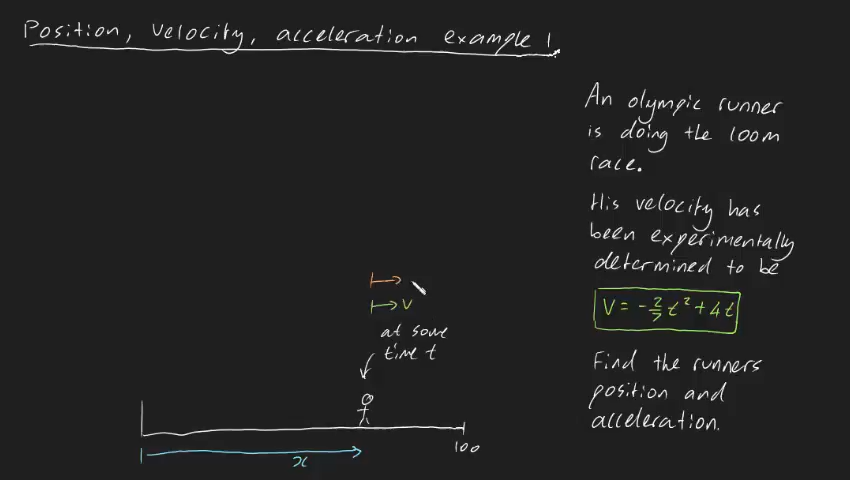 Position, velocity, acceleration example 1.
An olympic runner
is doing the 100m
race.
His velocity has
been experimentally
determined to be
V = -2/3 t² + 4t
Find the runners
position and
acceleration.
V
at some
time t
100
x